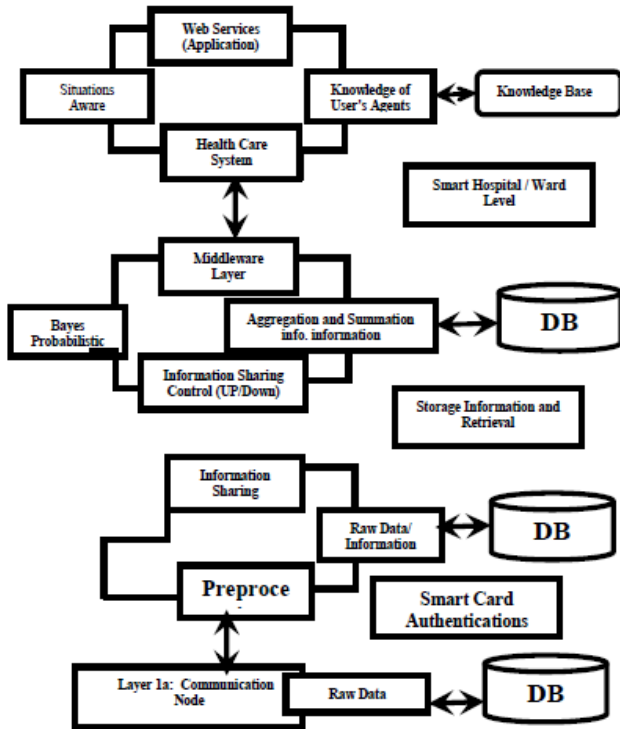 Web Services
(Application)
Situations
Aware
Knowledge of
User's Agents
Knowledge Base
Health Care
System
Smart Hospital / Ward
Level
Middleware
Layer
Bayes
Probabilistic
Aggregation and Summation
info. information
DB
Information Sharing
Control (UP/Down)
Storage Information and
Retrieval
Information
Sharing
Raw Data/
Information
DB
Preproce
Smart Card
Authentications
Layer 1a: Communication
Node
Raw Data
DB